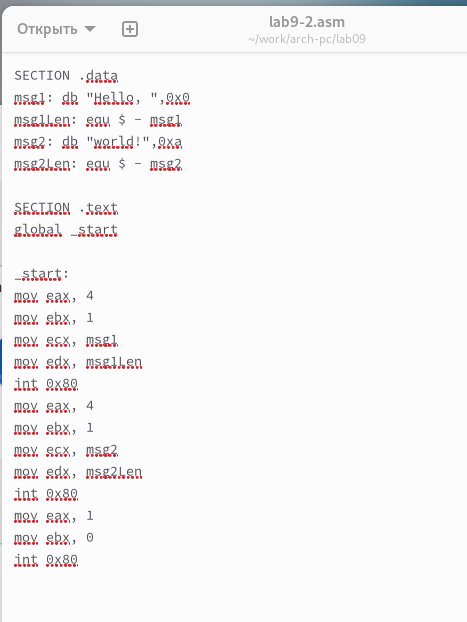 Открыть
lab9-2.asm
~/work/arch-pc/lab09
SECTION .data
msg1: db "Hello, ",0x0
msg1Len: equ $ - msg1
msg2: db "world!",0xa
msg2Len: equ $ - msg2

SECTION .text
global _start

_start:
mov eax, 4
mov ebx, 1
mov ecx, msg1
mov edx, msg1Len
int 0x80
mov eax, 4
mov ebx, 1
mov ecx, msg2
mov edx, msg2Len
int 0x80
mov eax, 1
mov ebx, 0
int 0x80